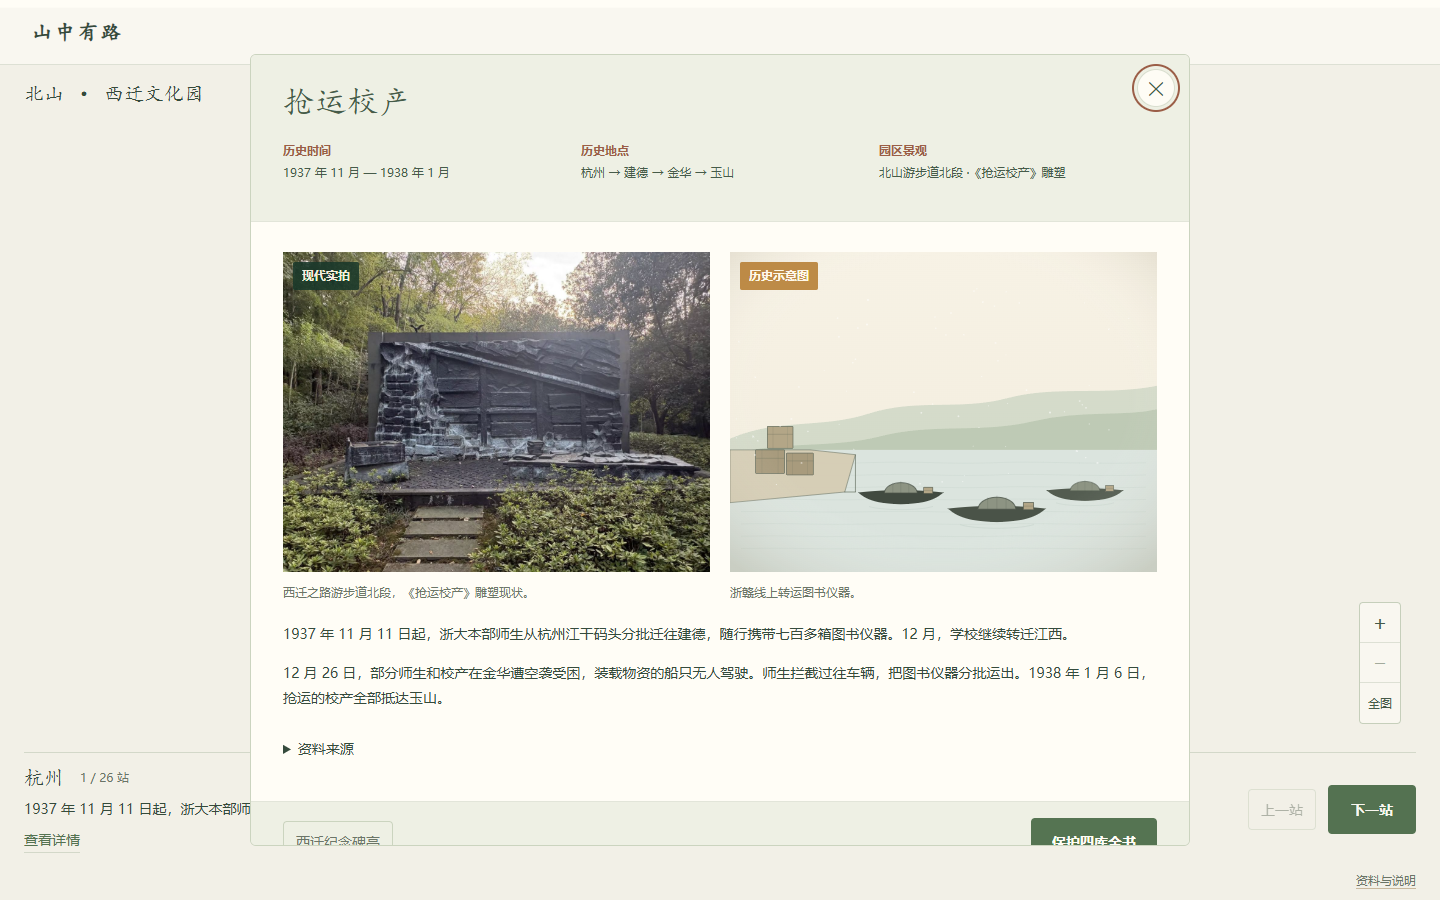 山中有路
北山 • 西迁文化园
抢运校产
历史时间
1937 年 11 月 — 1938 年 1 月
历史地点
杭州 → 建德 → 金华 → 玉山
园区景观
北山游步道北段 ·《抢运校产》雕塑
现代实拍
历史示意图
西迁之路游步道北段，《抢运校产》雕塑现状。
浙赣线上转运图书仪器。
1937 年 11 月 11 日起，浙大本部师生从杭州江干码头分批迁往建德，随行携带七百多箱图书仪器。12 月，学校继续转迁江西。
12 月 26 日，部分师生和校产在金华遭空袭受困，装载物资的船只无人驾驶。师生拦截过往车辆，把图书仪器分批运出。1938 年 1 月 6 日，
抢运的校产全部抵达玉山。
▶ 资料来源
西迁纪念碑亭
保护四库全书
+
−
全图
杭州 1 / 26 站
1937 年 11 月 11 日起，浙大本部师
查看详情
上一站
下一站
资料与说明